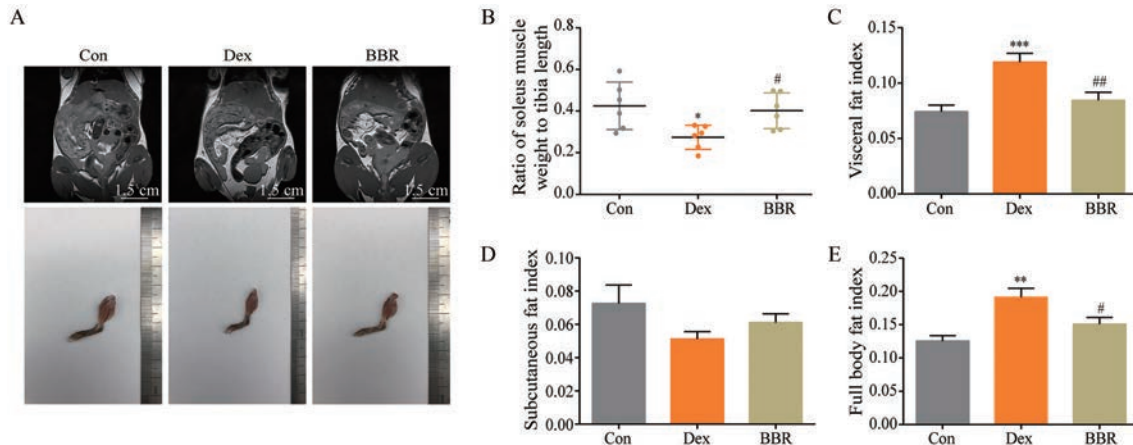 A
Con
Dex
BBR
1.5 cm
1.5 cm
1.5 cm
B
Ratio of soleus muscle
weight to tibia length
0.8
0.6
0.4
0.2
0.0
*
#
Con
Dex
BBR
C
Visceral fat index
0.15
0.10
0.05
0.00
***
##
Con
Dex
BBR
D
Subcutaneous fat index
0.10
0.08
0.06
0.04
0.02
0.00
Con
Dex
BBR
E
Full body fat index
0.25
0.20
0.15
0.10
0.05
0.00
**
#
Con
Dex
BBR